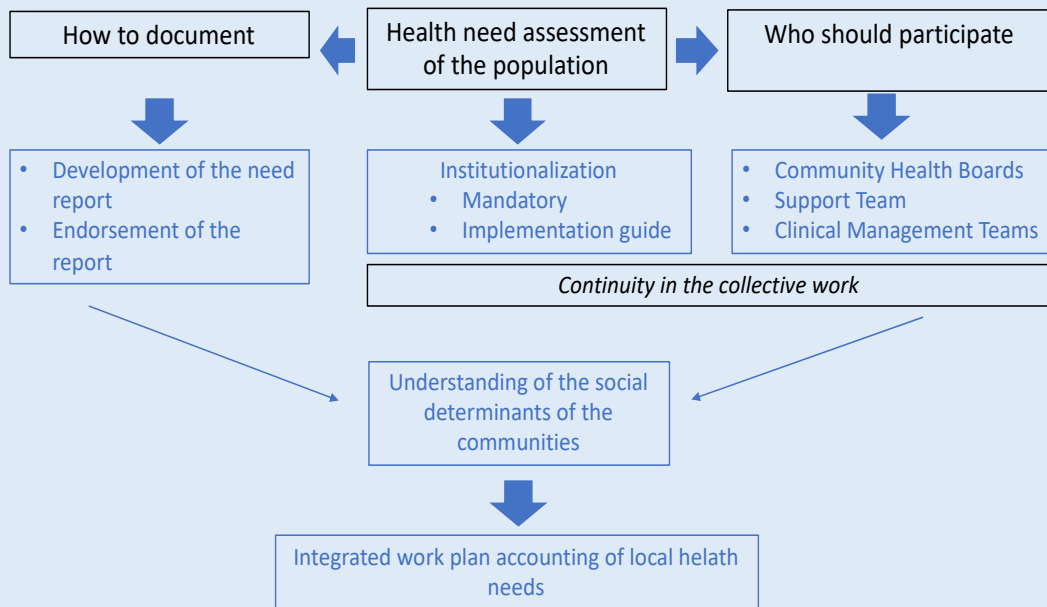 How to document
Health need assessment
of the population
Who should participate
• Development of the need
report
• Endorsement of the
report
Institutionalization
• Mandatory
• Implementation guide
• Community Health Boards
• Support Team
• Clinical Management Teams
Continuity in the collective work
Understanding of the social
determinants of the
communities
Integrated work plan accounting of local helath
needs